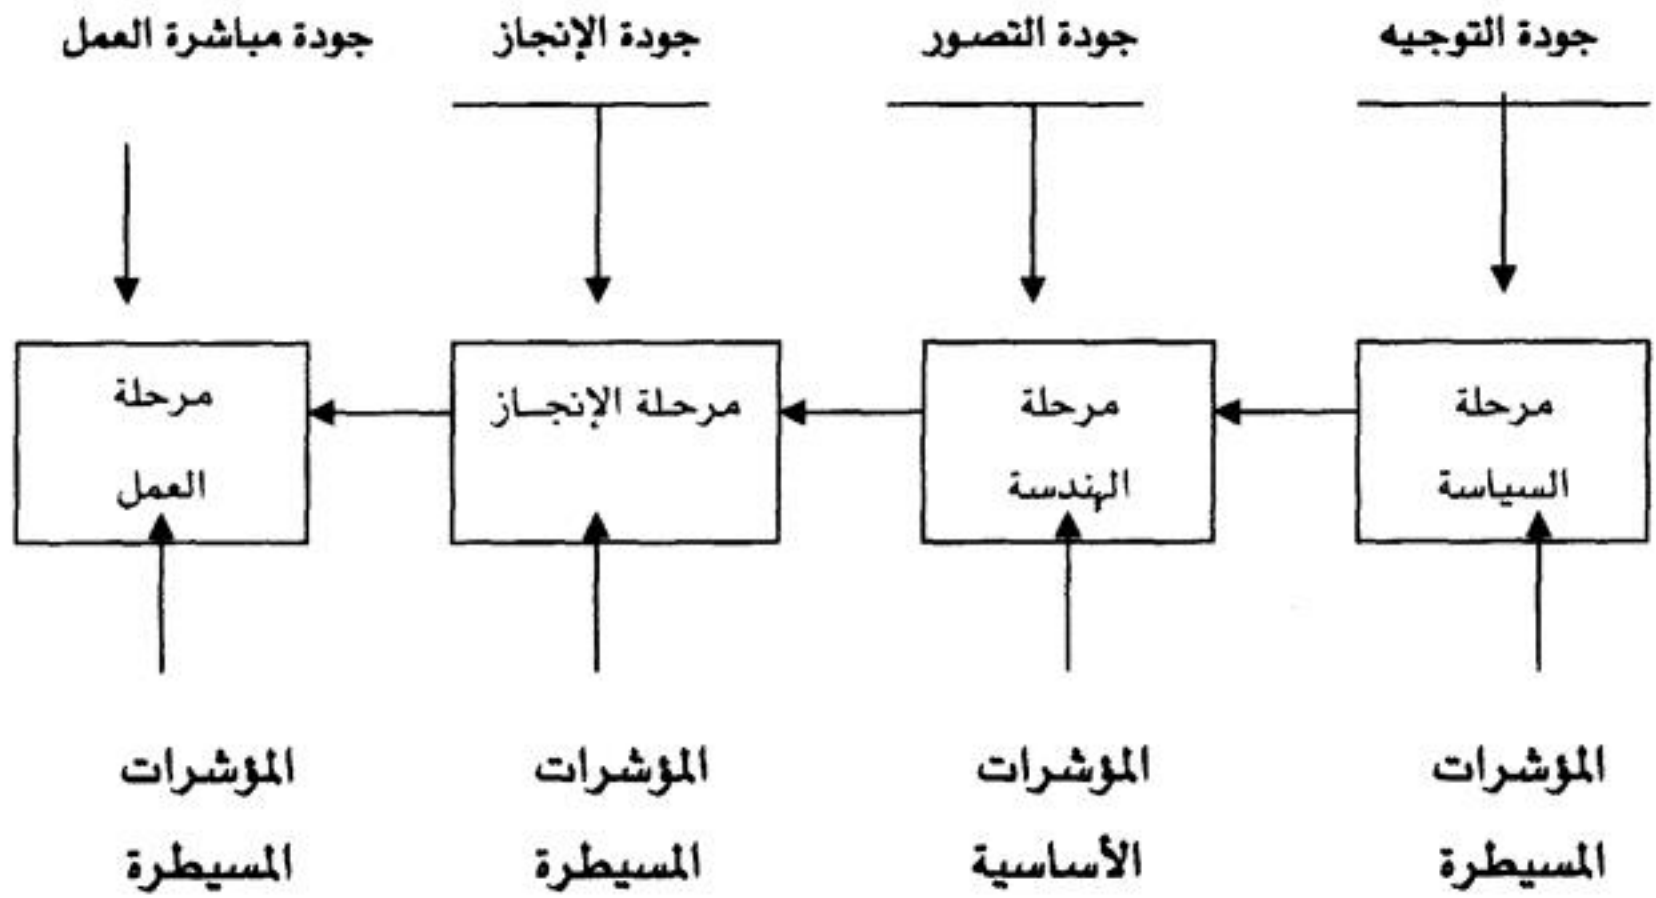 جودة التوجيه
جودة التصور
جودة الإنجاز
جودة مباشرة العمل
مرحلة
السياسة
مرحلة
الهندسة
مرحلة الإنجاز
مرحلة
العمل
المؤشرات
المسيطرة
المؤشرات
الأساسية
المؤشرات
المسيطرة
المؤشرات
المسيطرة